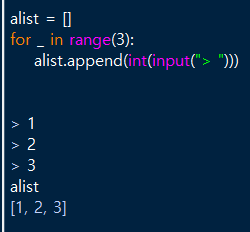 alist = []
for _ in range(3):
    alist.append(int(input("> ")))
> 1
> 2
> 3
alist
[1, 2, 3]